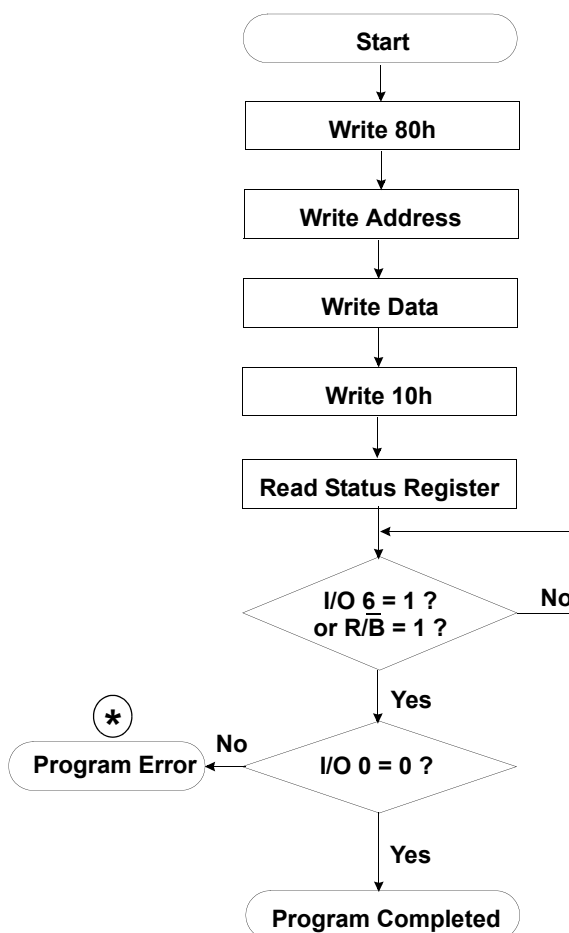 Start
Write 80h
Write Address
Write Data
Write 10h
Read Status Register
I/O 6 = 1 ?
or R/B̅ = 1 ?
No
Yes
*
No
Program Error
I/O 0 = 0 ?
Yes
Program Completed